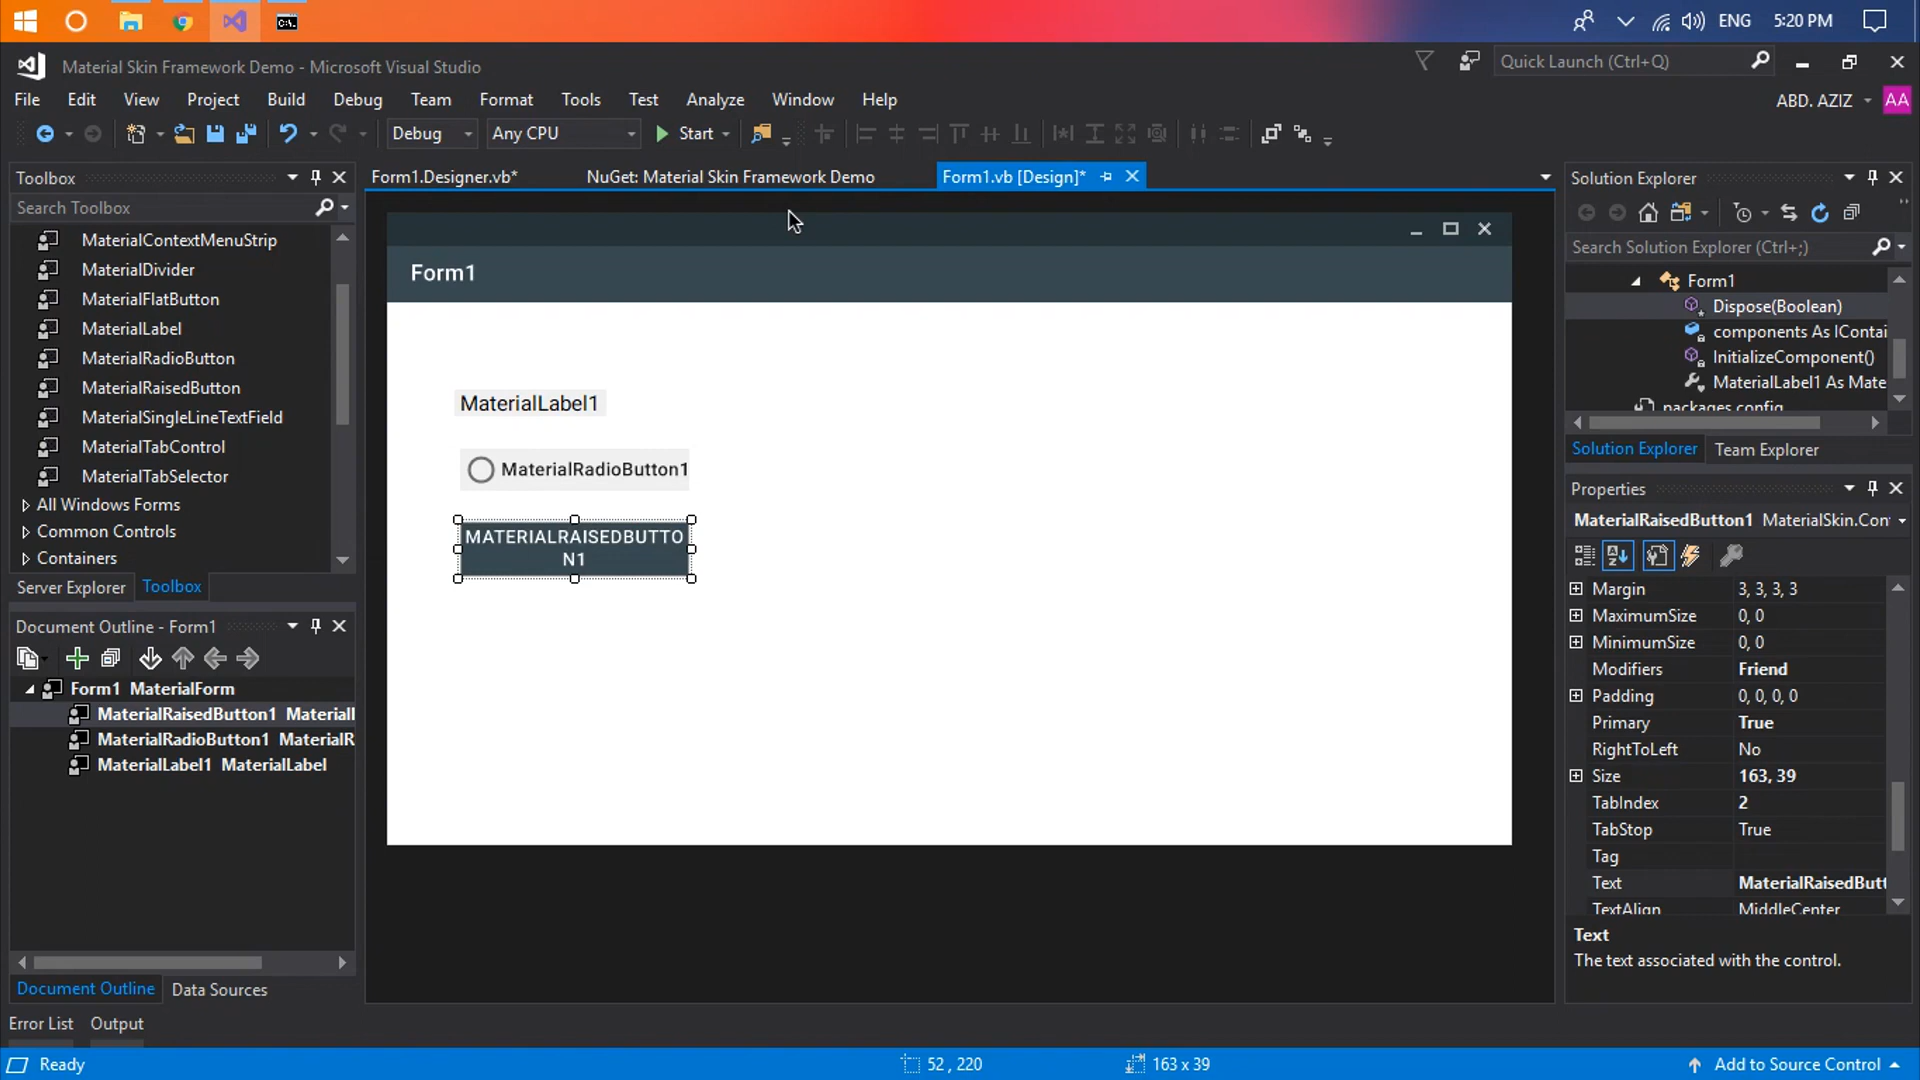 ENG 5:20 PM
Material Skin Framework Demo - Microsoft Visual Studio
Quick Launch (Ctrl+Q)
File Edit View Project Build Debug Team Format Tools Test Analyze Window Help
ABD. AZIZ AA
Debug Any CPU Start
Toolbox
Search Toolbox
MaterialContextMenuStrip
MaterialDivider
MaterialFlatButton
MaterialLabel
MaterialRadioButton
MaterialRaisedButton
MaterialSingleLineTextField
MaterialTabControl
MaterialTabSelector
All Windows Forms
Common Controls
Containers
Server Explorer Toolbox
Document Outline - Form1
Form1 MaterialForm
MaterialRaisedButton1 Materiall
MaterialRadioButton1 MaterialR
MaterialLabel1 MaterialLabel
Document Outline Data Sources
Form1.Designer.vb* NuGet: Material Skin Framework Demo Form1.vb [Design]*
Form1
MaterialLabel1
MaterialRadioButton1
MATERIALRAISEDBUTTO
N1
Solution Explorer
Search Solution Explorer (Ctrl+;)
Form1
Dispose(Boolean)
components As IContai
InitializeComponent()
MaterialLabel1 As Mate
packages.config
Solution Explorer Team Explorer
Properties
MaterialRaisedButton1 MaterialSkin.Con
Margin 3, 3, 3, 3
MaximumSize 0, 0
MinimumSize 0, 0
Modifiers Friend
Padding 0, 0, 0, 0
Primary True
RightToLeft No
Size 163, 39
TabIndex 2
TabStop True
Tag
Text MaterialRaisedButt
TextAlign MiddleCenter
Text
The text associated with the control.
Error List Output
Ready 52 , 220 163 x 39 Add to Source Control